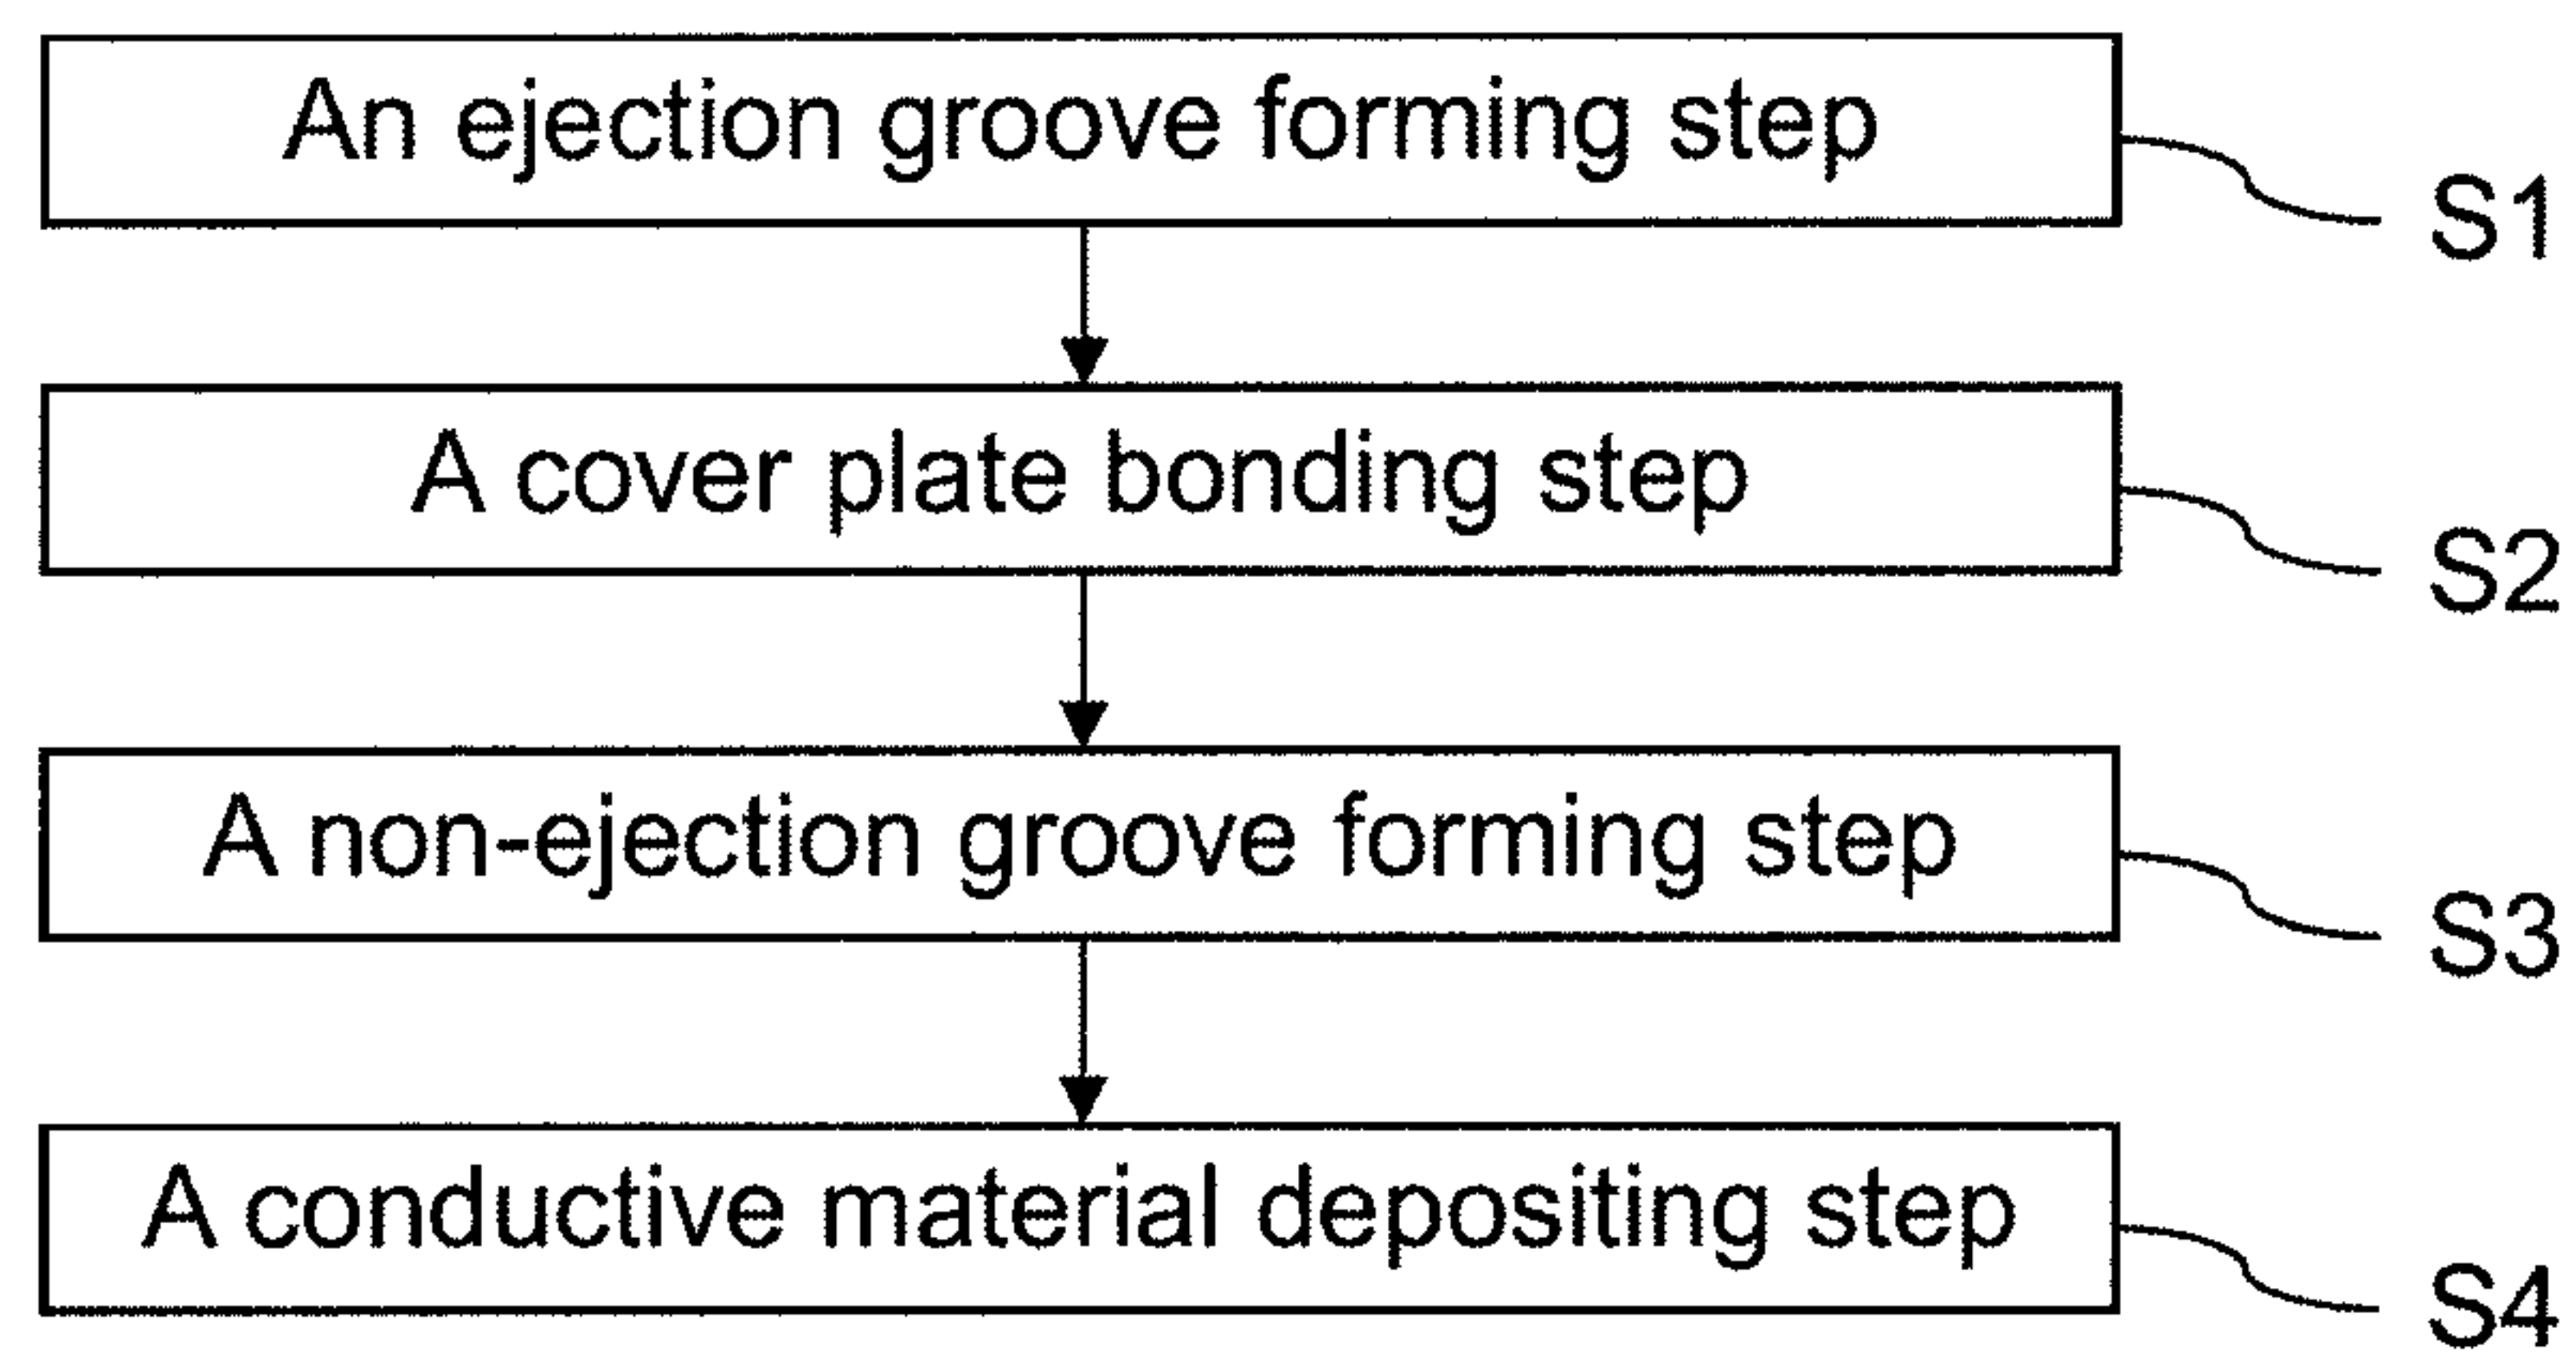 An ejection groove forming step
S1
A cover plate bonding step
S2
A non-ejection groove forming step
S3
A conductive material depositing step
S4